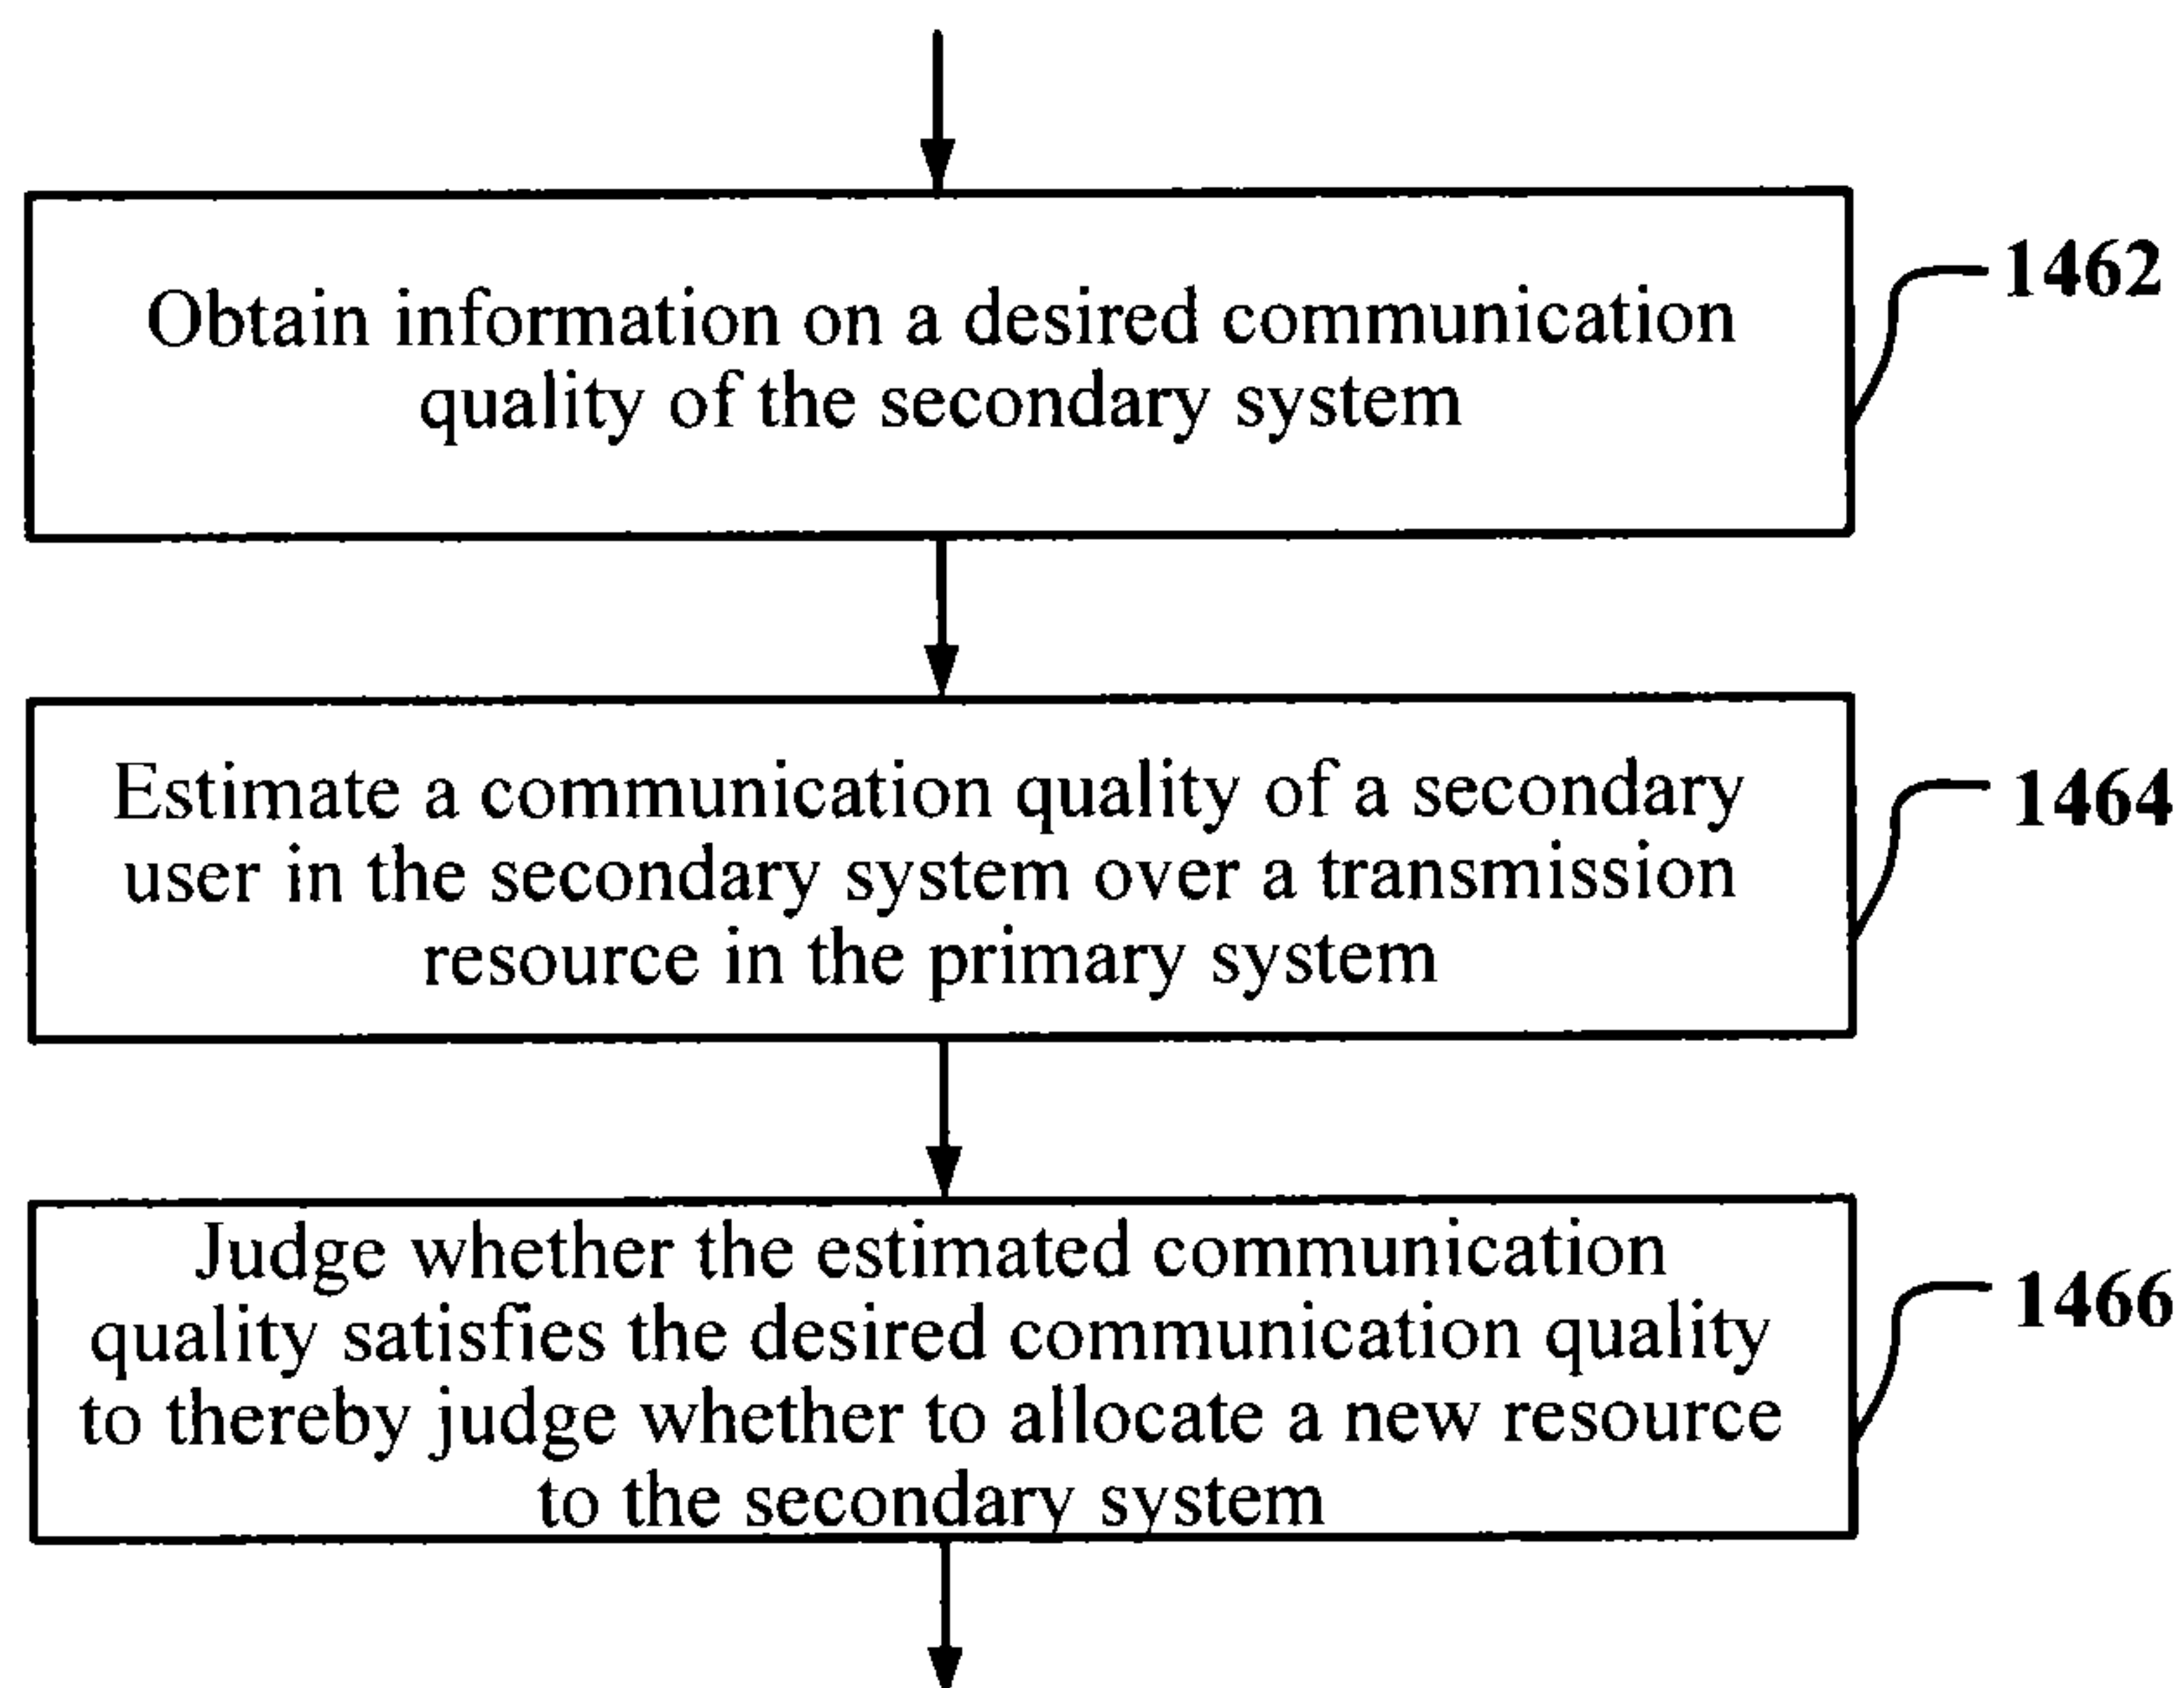 Obtain information on a desired communication
quality of the secondary system
1462
Estimate a communication quality of a secondary
user in the secondary system over a transmission
resource in the primary system
1464
Judge whether the estimated communication
quality satisfies the desired communication quality
to thereby judge whether to allocate a new resource
to the secondary system
1466